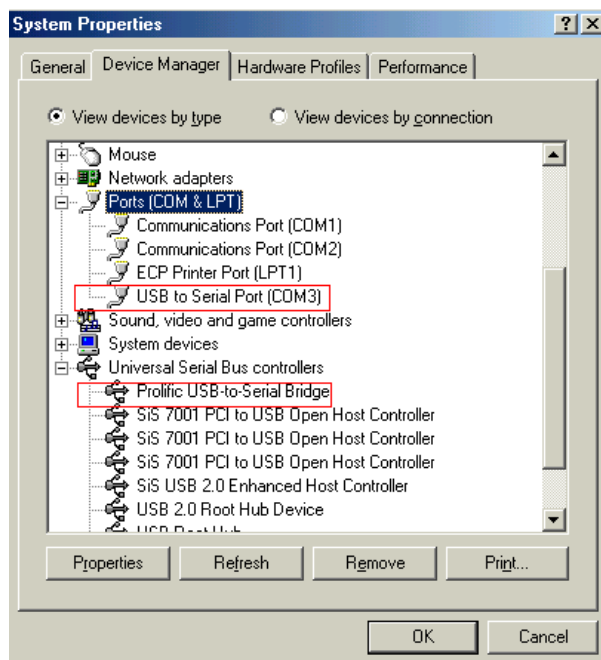 System Properties
General Device Manager Hardware Profiles Performance
View devices by type View devices by connection
Mouse
Network adapters
Ports (COM & LPT)
Communications Port (COM1)
Communications Port (COM2)
ECP Printer Port (LPT1)
USB to Serial Port (COM3)
Sound, video and game controllers
System devices
Universal Serial Bus controllers
Prolific USB-to-Serial Bridge
SiS 7001 PCI to USB Open Host Controller
SiS 7001 PCI to USB Open Host Controller
SiS 7001 PCI to USB Open Host Controller
SiS USB 2.0 Enhanced Host Controller
USB 2.0 Root Hub Device
USB Root Hub
Properties Refresh Remove Print...
OK Cancel